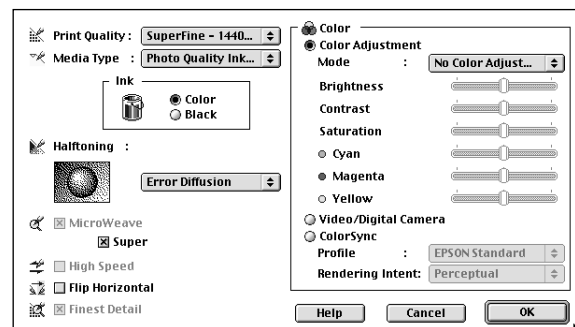 Print Quality : SuperFine - 1440...
Media Type : Photo Quality Ink...
Ink
Color
Black
Halftoning :
Error Diffusion
MicroWeave
Super
High Speed
Flip Horizontal
Finest Detail
Color
Color Adjustment
Mode : No Color Adjust...
Brightness
Contrast
Saturation
Cyan
Magenta
Yellow
Video/Digital Camera
ColorSync
Profile : EPSON Standard
Rendering Intent: Perceptual
Help Cancel OK